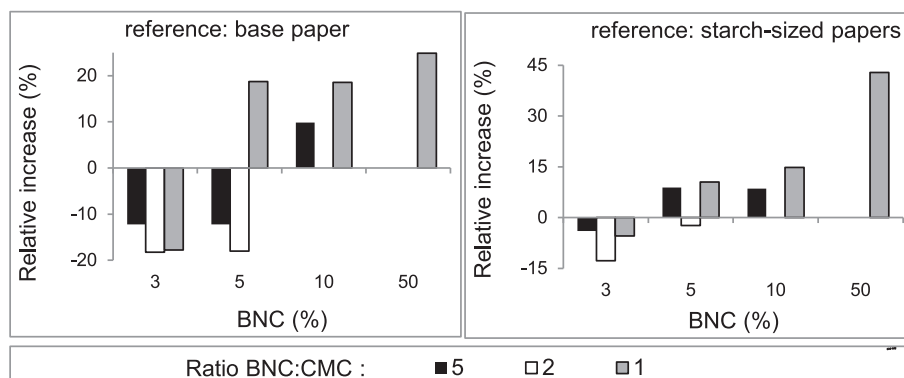 reference: base paper
Relative increase (%)
20
10
0
-10
-20
3 5 10 50
BNC (%)
reference: starch-sized papers
Relative increase (%)
45
30
15
0
-15
3 5 10 50
BNC (%)
Ratio BNC:CMC : 5 2 1